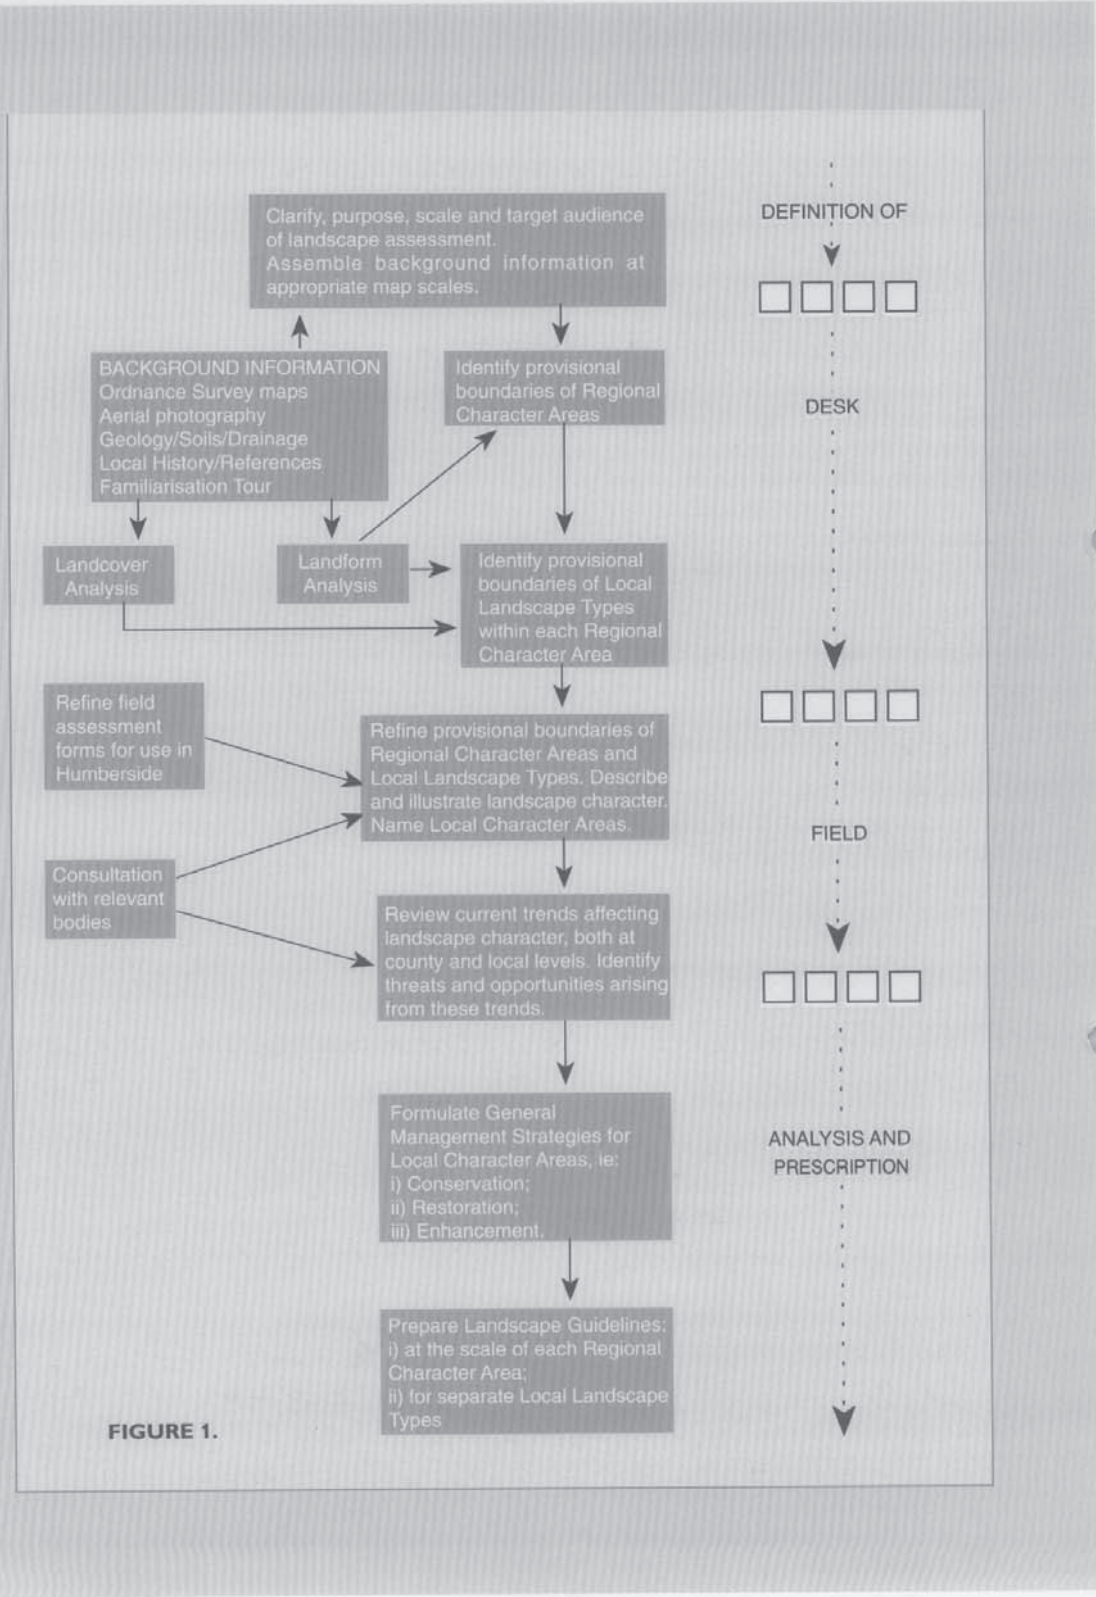 Clarify, purpose, scale and target audience
of landscape assessment.
Assemble background information at
appropriate map scales.
DEFINITION OF
BACKGROUND INFORMATION
Ordnance Survey maps
Aerial photography
Geology/Soils/Drainage
Local History/References
Familiarisation Tour
Identify provisional
boundaries of Regional
Character Areas
DESK
Landcover
Analysis
Landform
Analysis
Identify provisional
boundaries of Local
Landscape Types
within each Regional
Character Area
Refine field
assessment
forms for use in
Humberside
Refine provisional boundaries of
Regional Character Areas and
Local Landscape Types. Describe
and illustrate landscape character.
Name Local Character Areas.
FIELD
Consultation
with relevant
bodies
Review current trends affecting
landscape character, both at
county and local levels. Identify
threats and opportunities arising
from these trends.
Formulate General
Management Strategies for
Local Character Areas, ie:
i) Conservation;
ii) Restoration;
iii) Enhancement.
ANALYSIS AND
PRESCRIPTION
Prepare Landscape Guidelines:
i) at the scale of each Regional
Character Area;
ii) for separate Local Landscape
Types
FIGURE 1.